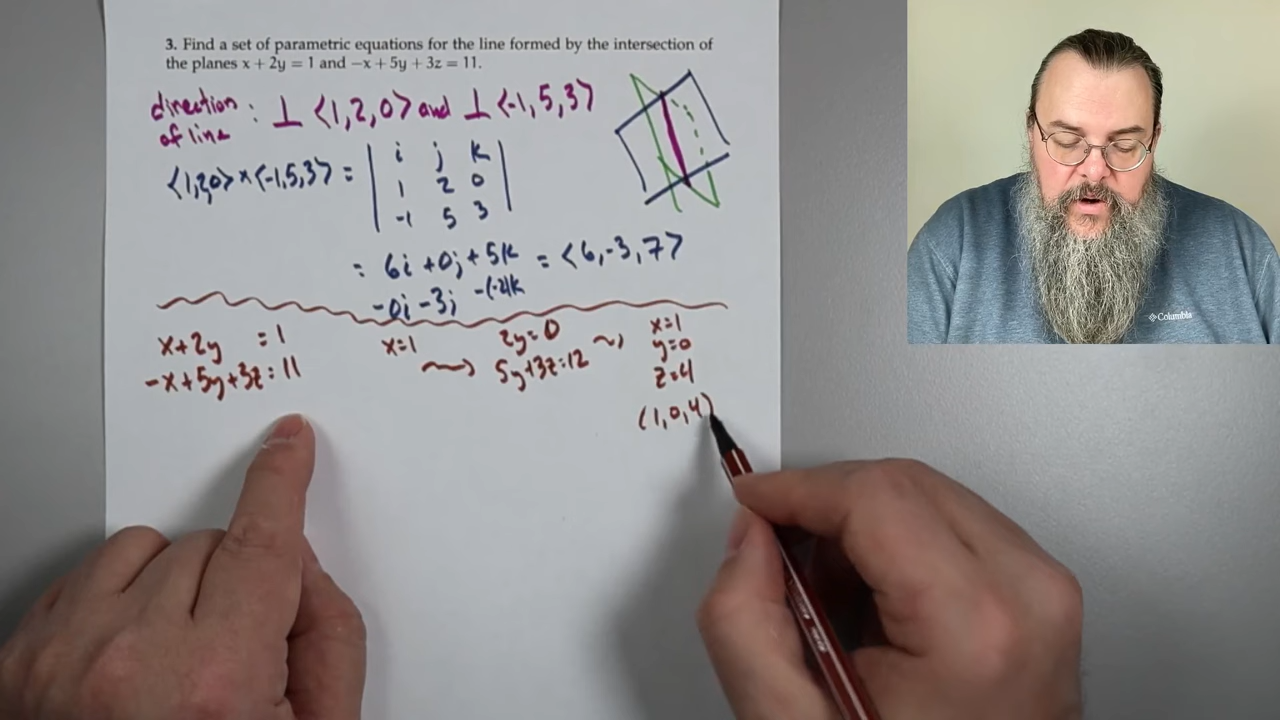 3. Find a set of parametric equations for the line formed by the intersection of
the planes x + 2y = 1 and −x + 5y + 3z = 11.
direction of line : ⊥ ⟨1, 2, 0⟩ and ⊥ ⟨-1, 5, 3⟩
⟨1,2,0⟩ × ⟨-1,5,3⟩ = | i j k |
| 1 2 0 |
| -1 5 3 |
= 6i + 0j + 5k = ⟨6, -3, 7⟩
-0i - 3j -(-2)k
x + 2y = 1
-x + 5y + 3z = 11
x=1
2y = 0
5y + 3z = 12
x=1
y=0
z=4
(1, 0, 4)
Columbia